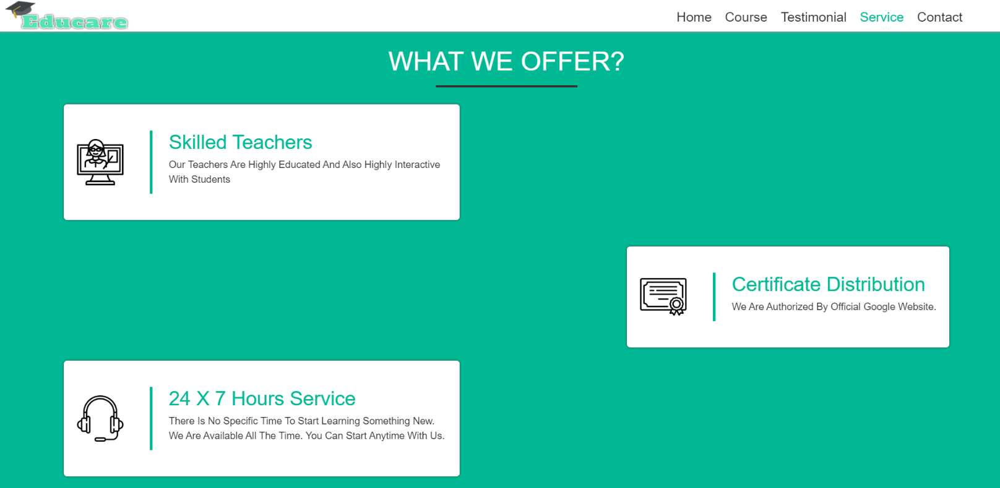 Educare
Home Course Testimonial Service Contact
WHAT WE OFFER?
Skilled Teachers
Our Teachers Are Highly Educated And Also Highly Interactive
With Students
Certificate Distribution
We Are Authorized By Official Google Website.
24 X 7 Hours Service
There Is No Specific Time To Start Learning Something New.
We Are Available All The Time. You Can Start Anytime With Us.